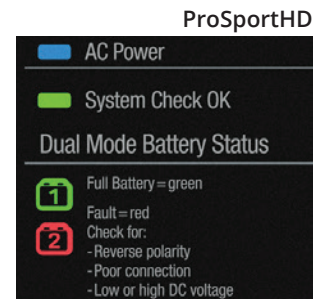 ProSportHD
AC Power
System Check OK
Dual Mode Battery Status
1
Full Battery=green
2
Fault=red
Check for:
-Reverse polarity
-Poor connection
-Low or high DC voltage